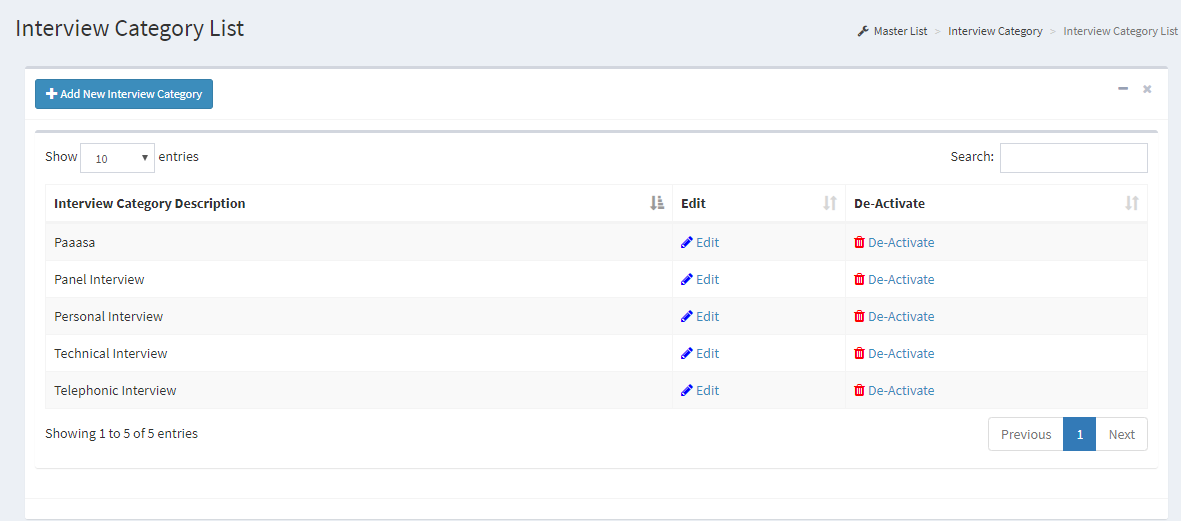 Interview Category List
Master List > Interview Category > Interview Category List
Add New Interview Category
Show 10 entries Search:
Interview Category Description Edit De-Activate
Paaasa Edit De-Activate
Panel Interview Edit De-Activate
Personal Interview Edit De-Activate
Technical Interview Edit De-Activate
Telephonic Interview Edit De-Activate
Showing 1 to 5 of 5 entries Previous 1 Next